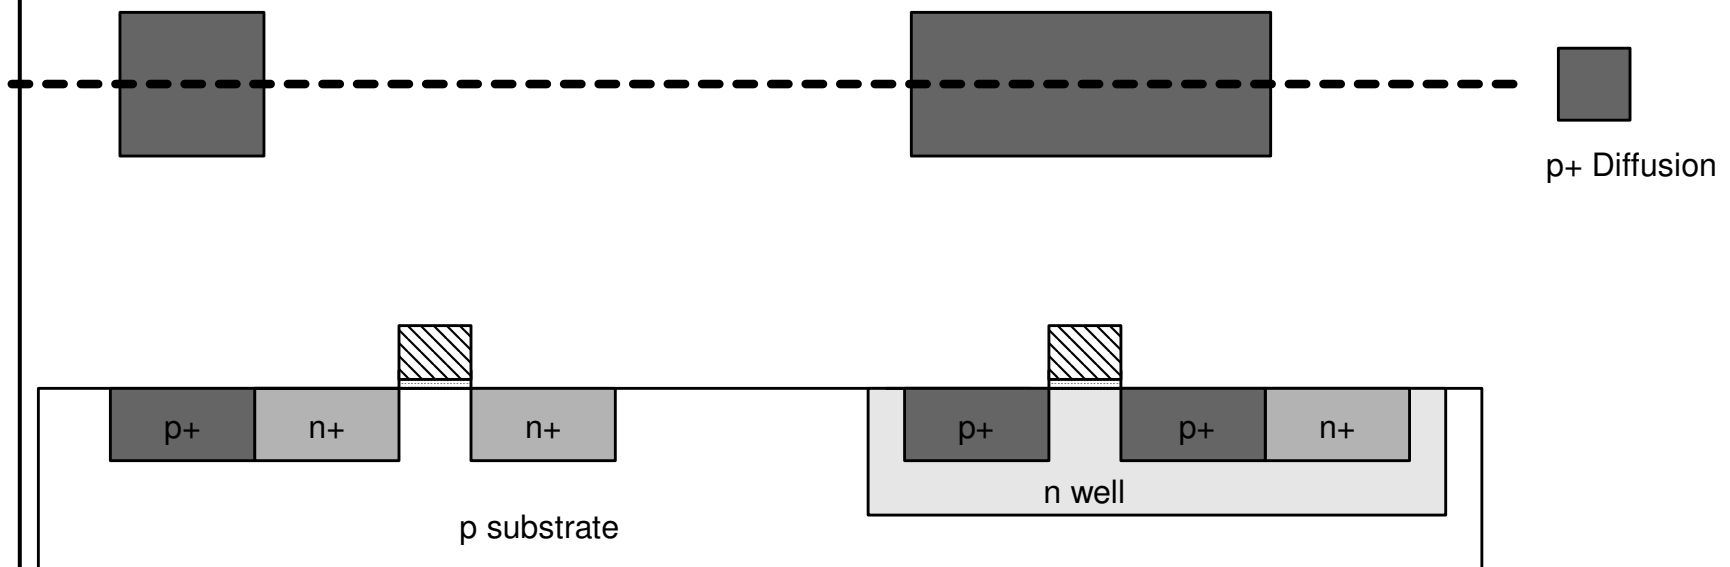 p+ Diffusion
p+ n+ n+ p+ p+ n+
n well
p substrate